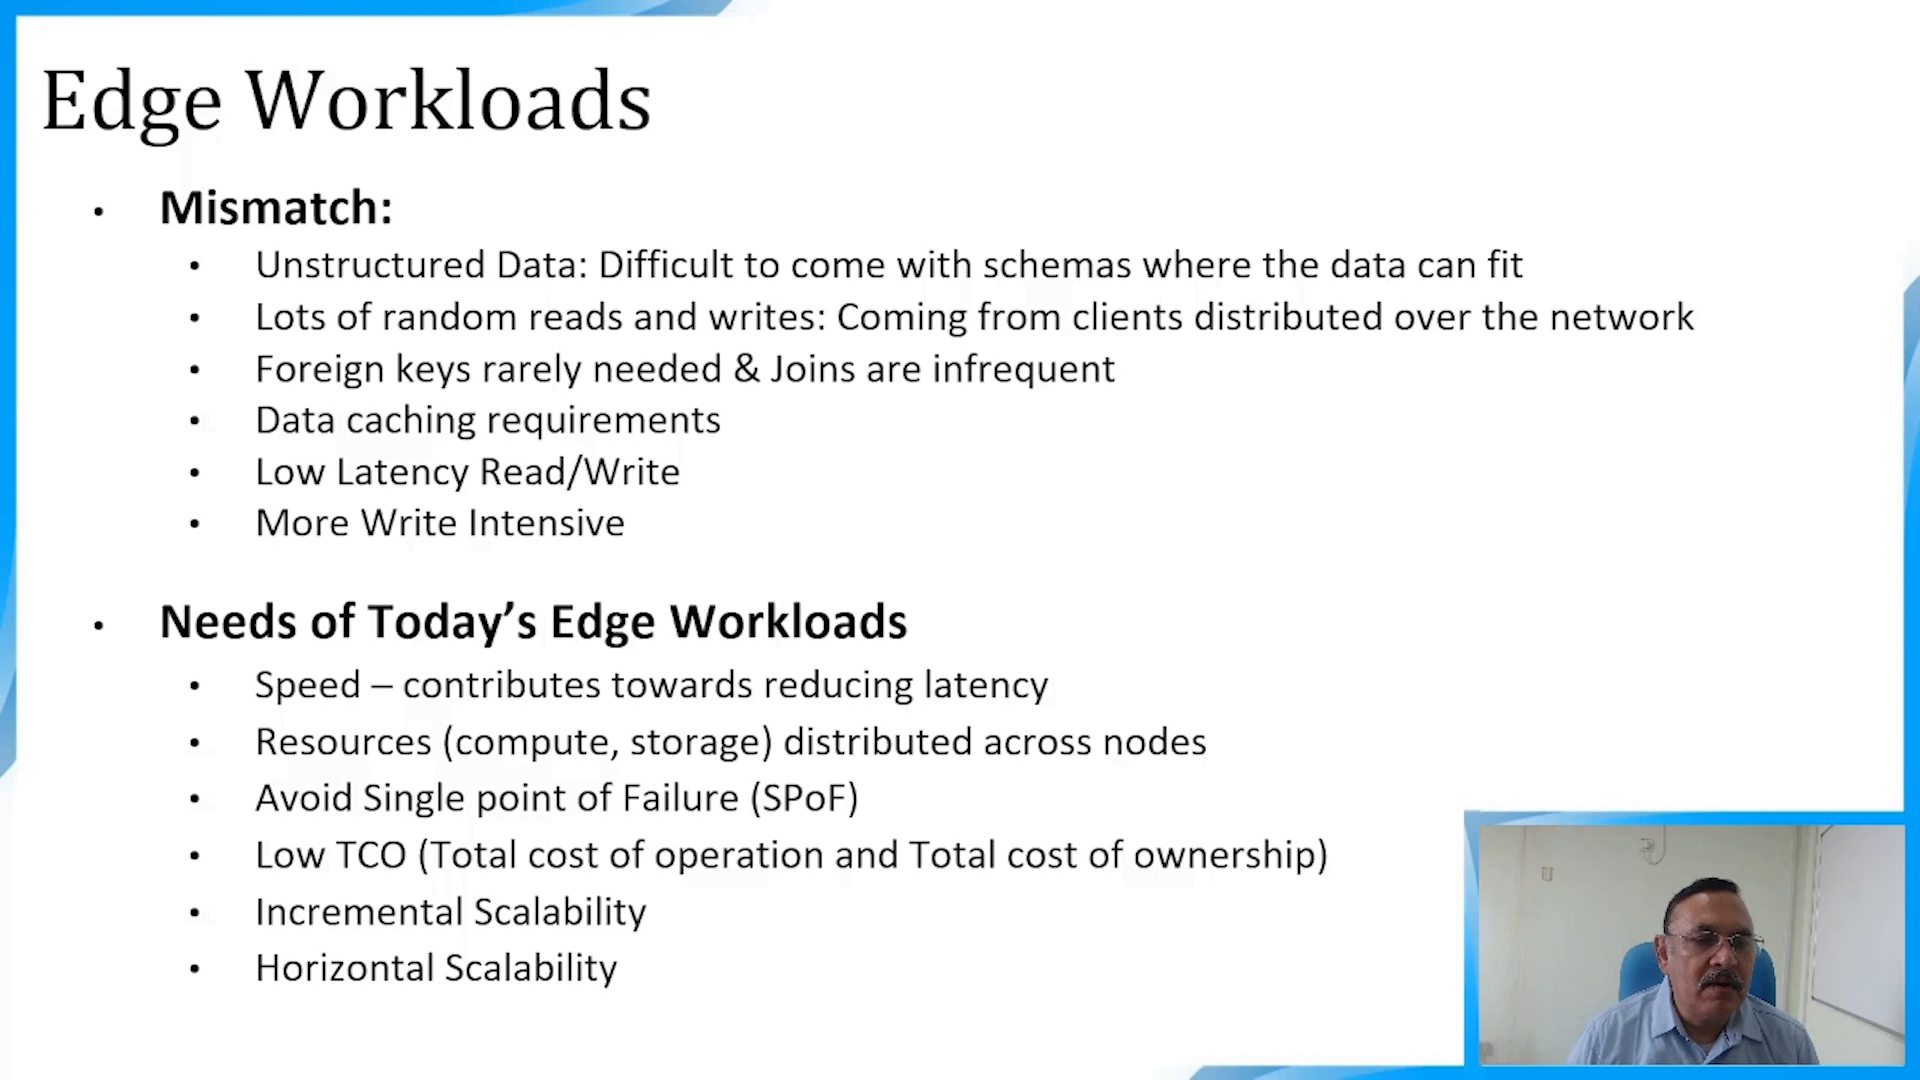 Edge Workloads
• Mismatch:
• Unstructured Data: Difficult to come with schemas where the data can fit
• Lots of random reads and writes: Coming from clients distributed over the network
• Foreign keys rarely needed & Joins are infrequent
• Data caching requirements
• Low Latency Read/Write
• More Write Intensive
• Needs of Today’s Edge Workloads
• Speed – contributes towards reducing latency
• Resources (compute, storage) distributed across nodes
• Avoid Single point of Failure (SPoF)
• Low TCO (Total cost of operation and Total cost of ownership)
• Incremental Scalability
• Horizontal Scalability